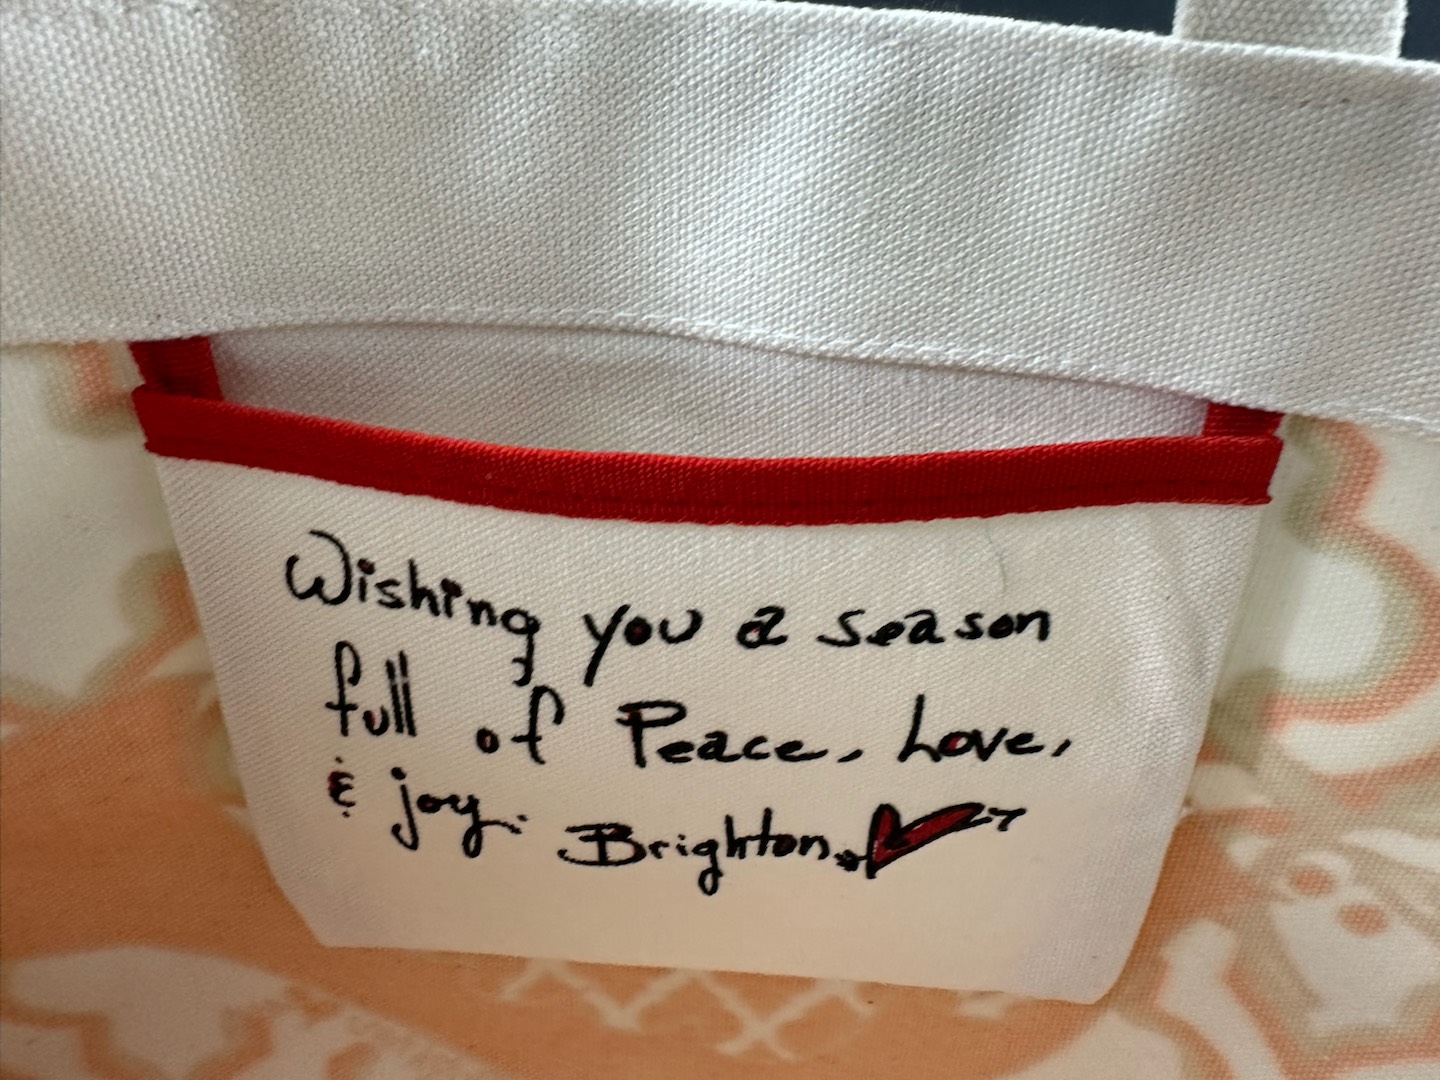 Wishing you a season
full of Peace, Love,
& joy. Brighton